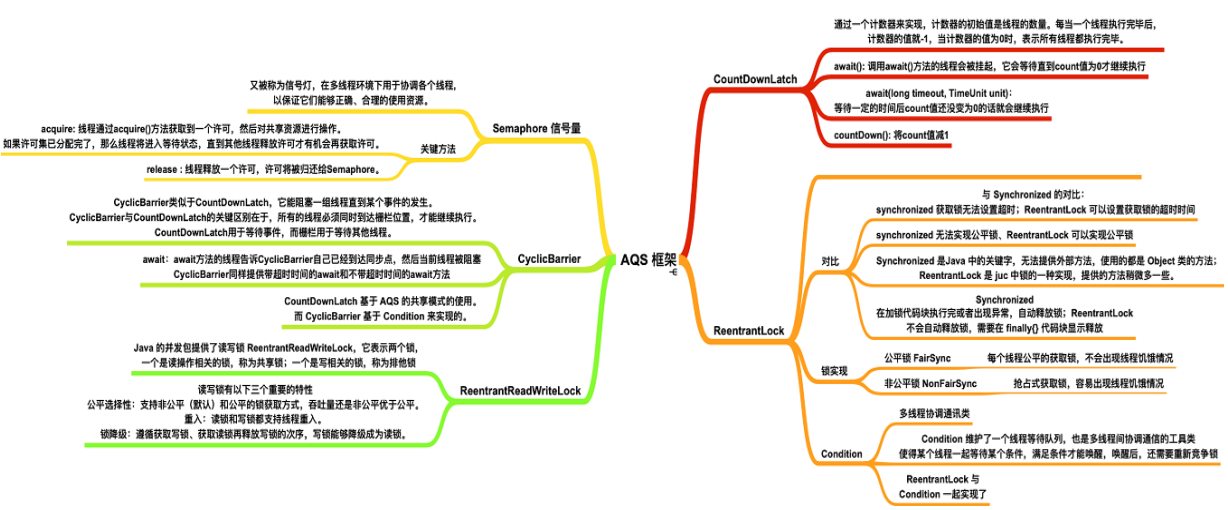 AQS 框架
CountDownLatch
通过一个计数器来实现，计数器的初始值是线程的数量。每当一个线程执行完毕后，
计数器的值就-1，当计数器的值为0时，表示所有线程都执行完毕。
await(): 调用await()方法的线程会被挂起，它会等待直到count值为0才继续执行
await(long timeout, TimeUnit unit)：
等待一定的时间后count值还没变为0的话就会继续执行
countDown(): 将count值减1
ReentrantLock
对比
与 Synchronized 的对比：
synchronized 获取锁无法设置超时；ReentrantLock 可以设置获取锁的超时时间
synchronized 无法实现公平锁、ReentrantLock 可以实现公平锁
Synchronized 是Java 中的关键字，无法提供外部方法，使用的都是 Object 类的方法；
ReentrantLock 是 juc 中锁的一种实现，提供的方法稍微多一些。
Synchronized
在加锁代码块执行完或者出现异常，自动释放锁；ReentrantLock
不会自动释放锁，需要在 finally{} 代码块显示释放
锁实现
公平锁 FairSync
每个线程公平的获取锁，不会出现线程饥饿情况
非公平锁 NonFairSync
抢占式获取锁，容易出现线程饥饿情况
Condition
多线程协调通讯类
Condition 维护了一个线程等待队列，也是多线程间协调通信的工具类
使得某个线程一起等待某个条件，满足条件才能唤醒，唤醒后，还需要重新竞争锁
ReentrantLock 与
Condition 一起实现了
Semaphore 信号量
又被称为信号灯，在多线程环境下用于协调各个线程，
以保证它们能够正确、合理的使用资源。
关键方法
acquire: 线程通过acquire()方法获取到一个许可，然后对共享资源进行操作。
如果许可集已分配完了，那么线程将进入等待状态，直到其他线程释放许可才有机会再获取许可。
release : 线程释放一个许可，许可将被归还给Semaphore。
CyclicBarrier
CyclicBarrier类似于CountDownLatch，它能阻塞一组线程直到某个事件的发生。
CyclicBarrier与CountDownLatch的关键区别在于，所有的线程必须同时到达栅栏位置，才能继续执行。
CountDownLatch用于等待事件，而栅栏用于等待其他线程。
await：await方法的线程告诉CyclicBarrier自己已经到达同步点，然后当前线程被阻塞
CyclicBarrier同样提供带超时时间的await和不带超时时间的await方法
CountDownLatch 基于 AQS 的共享模式的使用。
而 CyclicBarrier 基于 Condition 来实现的。
ReentrantReadWriteLock
Java 的并发包提供了读写锁 ReentrantReadWriteLock，它表示两个锁，
一个是读操作相关的锁，称为共享锁；一个是写相关的锁，称为排他锁
读写锁有以下三个重要的特性
公平选择性：支持非公平（默认）和公平的锁获取方式，吞吐量还是非公平优于公平。
重入：读锁和写锁都支持线程重入。
锁降级：遵循获取写锁、获取读锁再释放写锁的次序，写锁能够降级成为读锁。